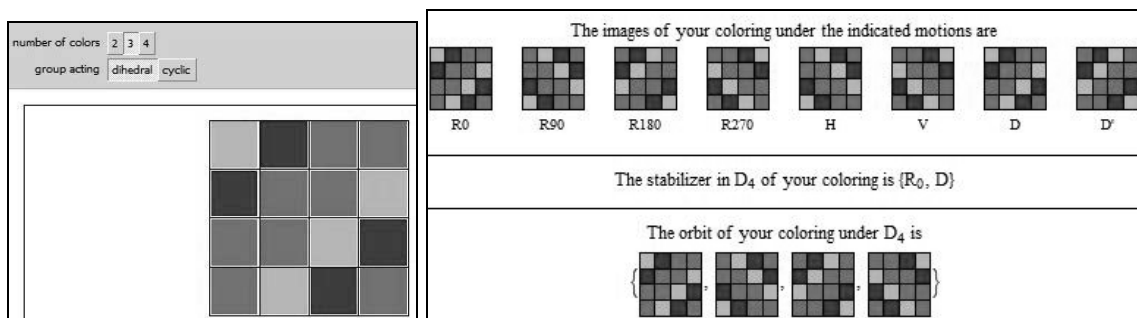 number of colors 2 3 4
group acting dihedral cyclic
The images of your coloring under the indicated motions are
R0 R90 R180 R270 H V D D'
The stabilizer in D4 of your coloring is {R0, D}
The orbit of your coloring under D4 is
{ , , , }